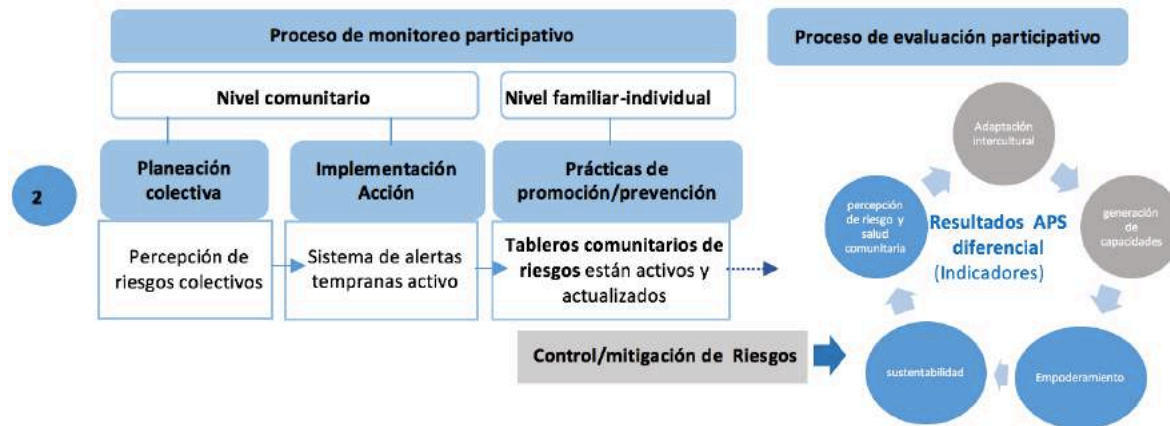 Proceso de monitoreo participativo
Proceso de evaluación participativo
Nivel comunitario
Nivel familiar-individual
2
Planeación
colectiva
Implementación
Acción
Prácticas de
promoción/prevención
Percepción de
riesgos colectivos
Sistema de alertas
tempranas activo
Tableros comunitarios de
riesgos están activos y
actualizados
Control/mitigación de Riesgos
Adaptación
intercultural
percepción
de riesgo y
salud
comunitaria
Resultados APS
diferencial
(Indicadores)
generación
de
capacidades
sustentabilidad
Empoderamiento